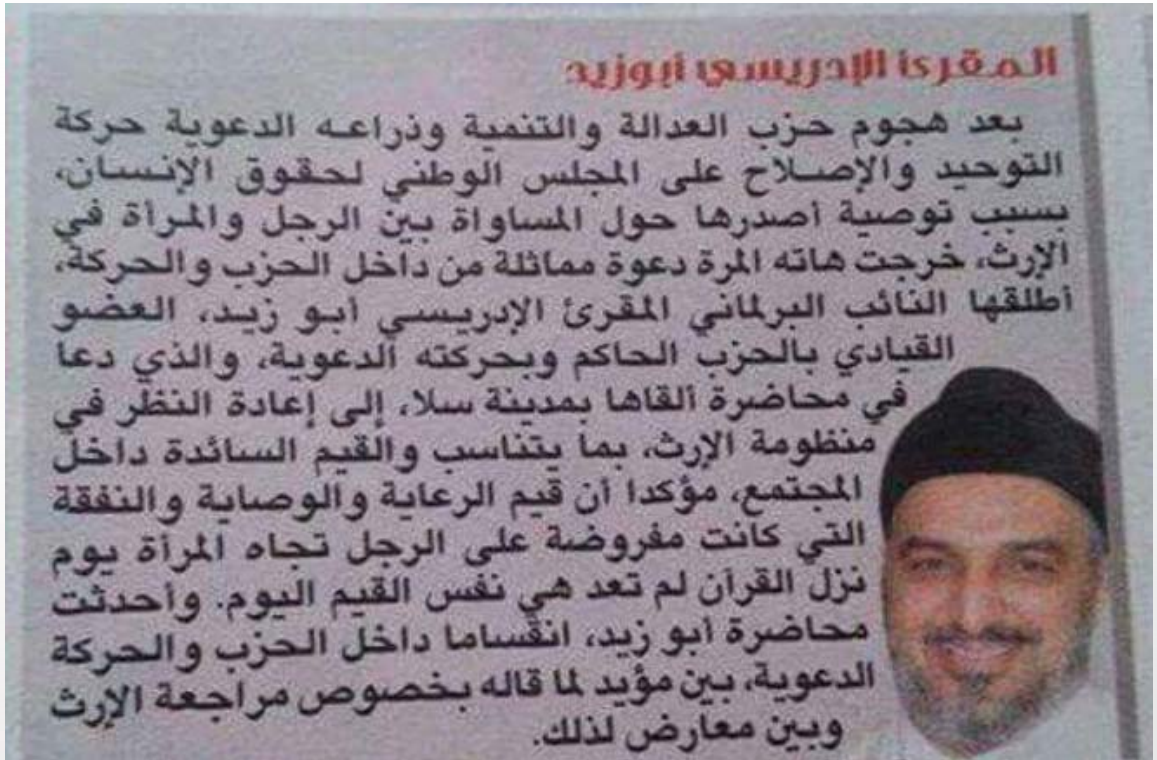 المقرئ الإدريسي أبوزيد
بعد هجوم حزب العدالة والتنمية وذراعه الدعوية حركة
التوحيد والإصلاح على المجلس الوطني لحقوق الإنسان،
بسبب توصية أصدرها حول المساواة بين الرجل والمرأة في
الإرث، خرجت هاته المرة دعوة مماثلة من داخل الحزب والحركة،
أطلقها النائب البرلماني المقرئ الإدريسي أبو زيد، العضو
القيادي بالحزب الحاكم وبحركته الدعوية، والذي دعا
في محاضرة ألقاها بمدينة سلا، إلى إعادة النظر في
منظومة الإرث، بما يتناسب والقيم السائدة داخل
المجتمع، مؤكدا أن قيم الرعاية والوصاية والنفقة
التي كانت مفروضة على الرجل تجاه المرأة يوم
نزل القرآن لم تعد هي نفس القيم اليوم. وأحدثت
محاضرة أبو زيد، انقساما داخل الحزب والحركة
الدعوية، بين مؤيد لما قاله بخصوص مراجعة الإرث
وبين معارض لذلك.